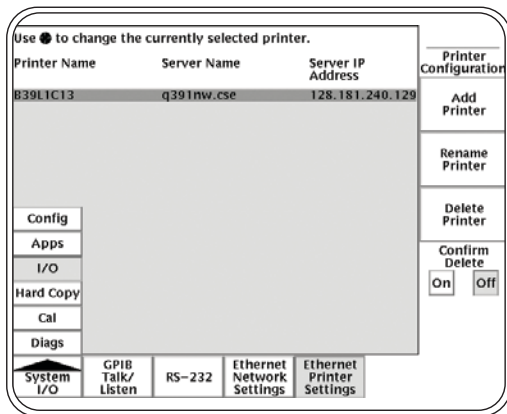 Use to change the currently selected printer.
Printer Name Server Name Server IP Address
B39L1C13 q391nw.cse 128.181.240.129
Printer Configuration
Add Printer
Rename Printer
Delete Printer
Confirm Delete
On Off
Config
Apps
I/O
Hard Copy
Cal
Diags
System I/O
GPIB Talk/ Listen
RS-232
Ethernet Network Settings
Ethernet Printer Settings